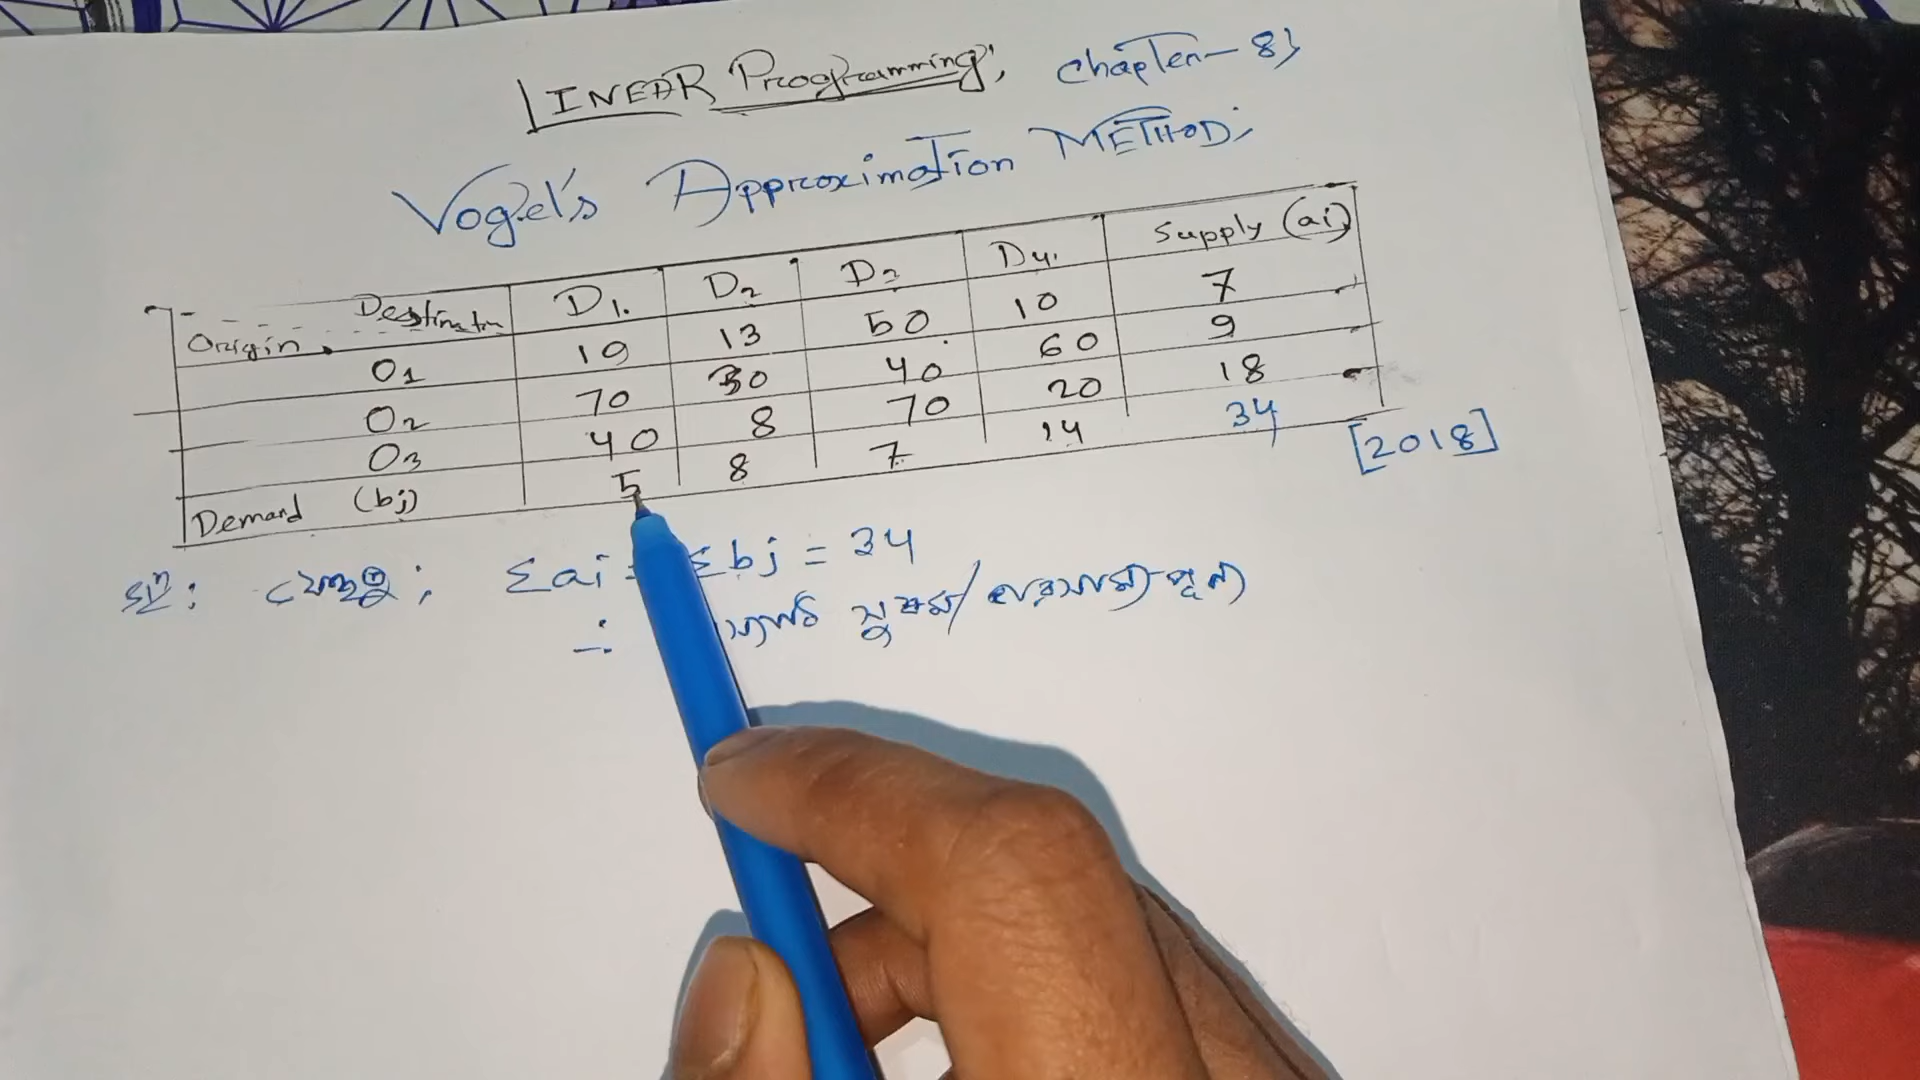 LINEAR Programming, Chapter-8}
Vogel's Approximation METHOD;
Destination D1. D2 D3 D4. Supply (ai)
Origin
O1 19 13 50 10 7
O2 70 30 40 60 9
O3 40 8 70 20 18
Demand (bj) 5 8 7 14 34
[2018]
যেহেতু; Σai Σbj = 34
∴ সুষম/